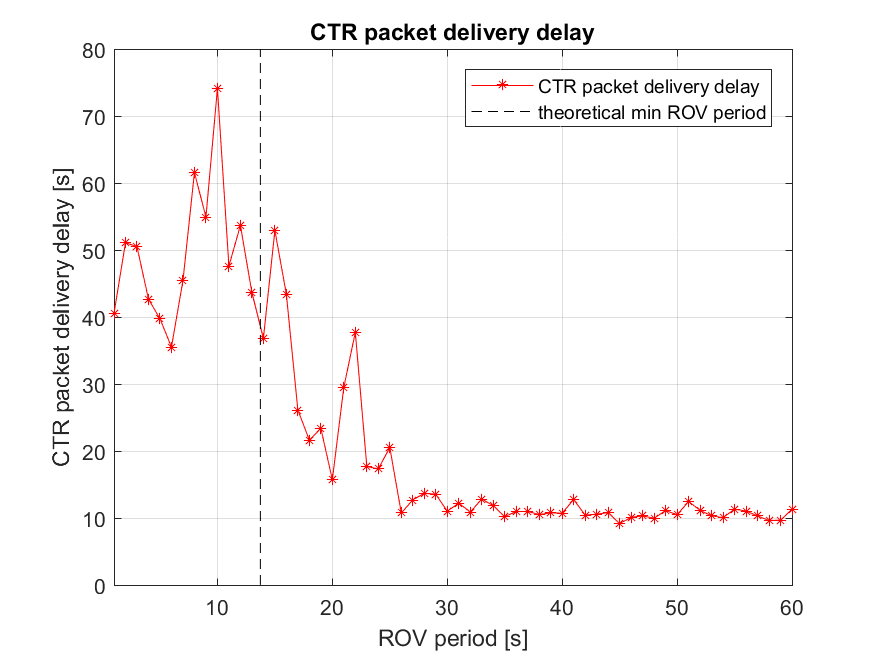 CTR packet delivery delay
CTR packet delivery delay
theoretical min ROV period
80
70
60
50
40
30
20
10
0
CTR packet delivery delay [s]
10 20 30 40 50 60
ROV period [s]